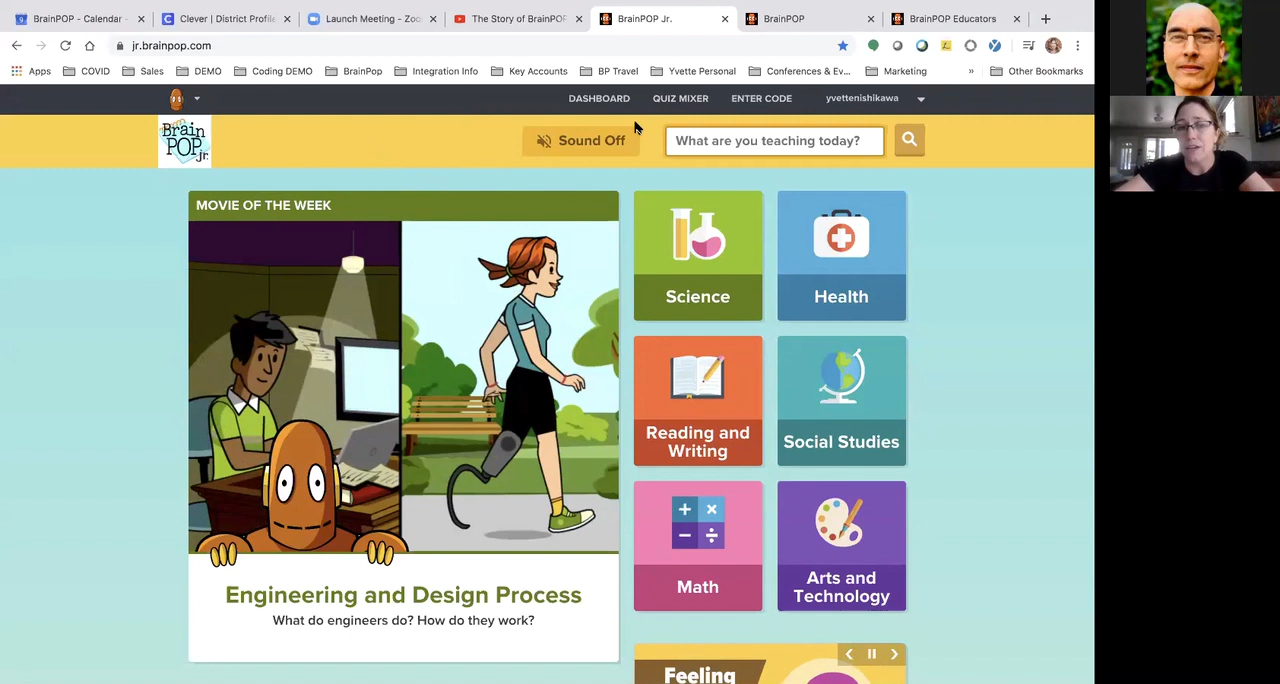 BrainPOP - Calendar -
Clever | District Profile
Launch Meeting - Zoo
The Story of BrainPOP
BrainPOP Jr.
BrainPOP
BrainPOP Educators
jr.brainpop.com
Apps
COVID
Sales
DEMO
Coding DEMO
BrainPop
Integration Info
Key Accounts
BP Travel
Yvette Personal
Conferences & Ev...
Marketing
»
Other Bookmarks
DASHBOARD
QUIZ MIXER
ENTER CODE
yvettenishikawa
Brain
POP jr.
Sound Off
What are you teaching today?
MOVIE OF THE WEEK
Science
Health
Reading and
Writing
Social Studies
Math
Arts and
Technology
Engineering and Design Process
What do engineers do? How do they work?
Feeling